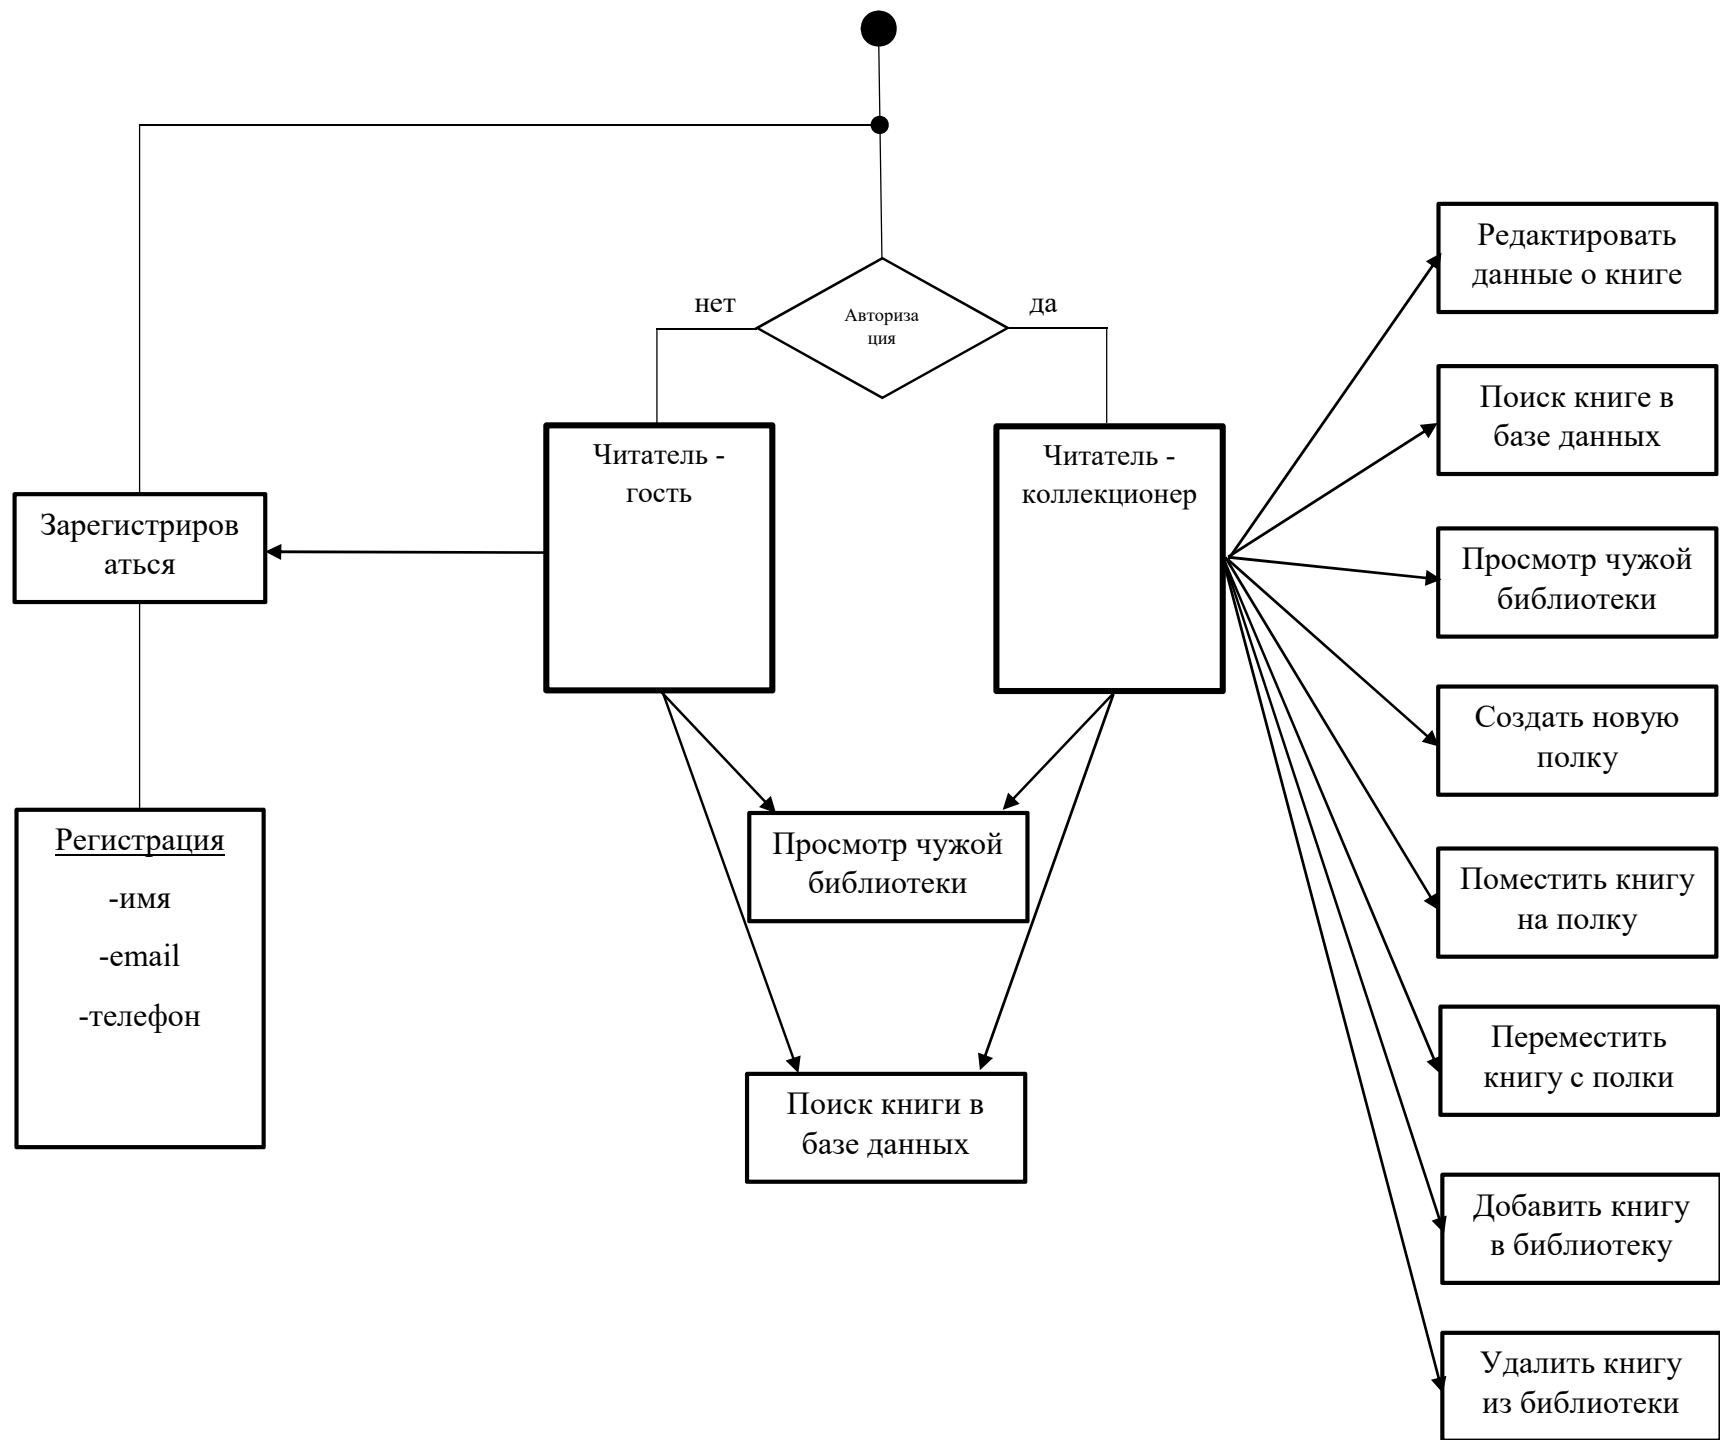 нет
да
Авториза
ция
Читатель -
гость
Читатель -
коллекционер
Зарегистриров
аться
Регистрация
-имя
-email
-телефон
Просмотр чужой
библиотеки
Поиск книги в
базе данных
Редактировать
данные о книге
Поиск книге в
базе данных
Просмотр чужой
библиотеки
Создать новую
полку
Поместить книгу
на полку
Переместить
книгу с полки
Добавить книгу
в библиотеку
Удалить книгу
из библиотеки